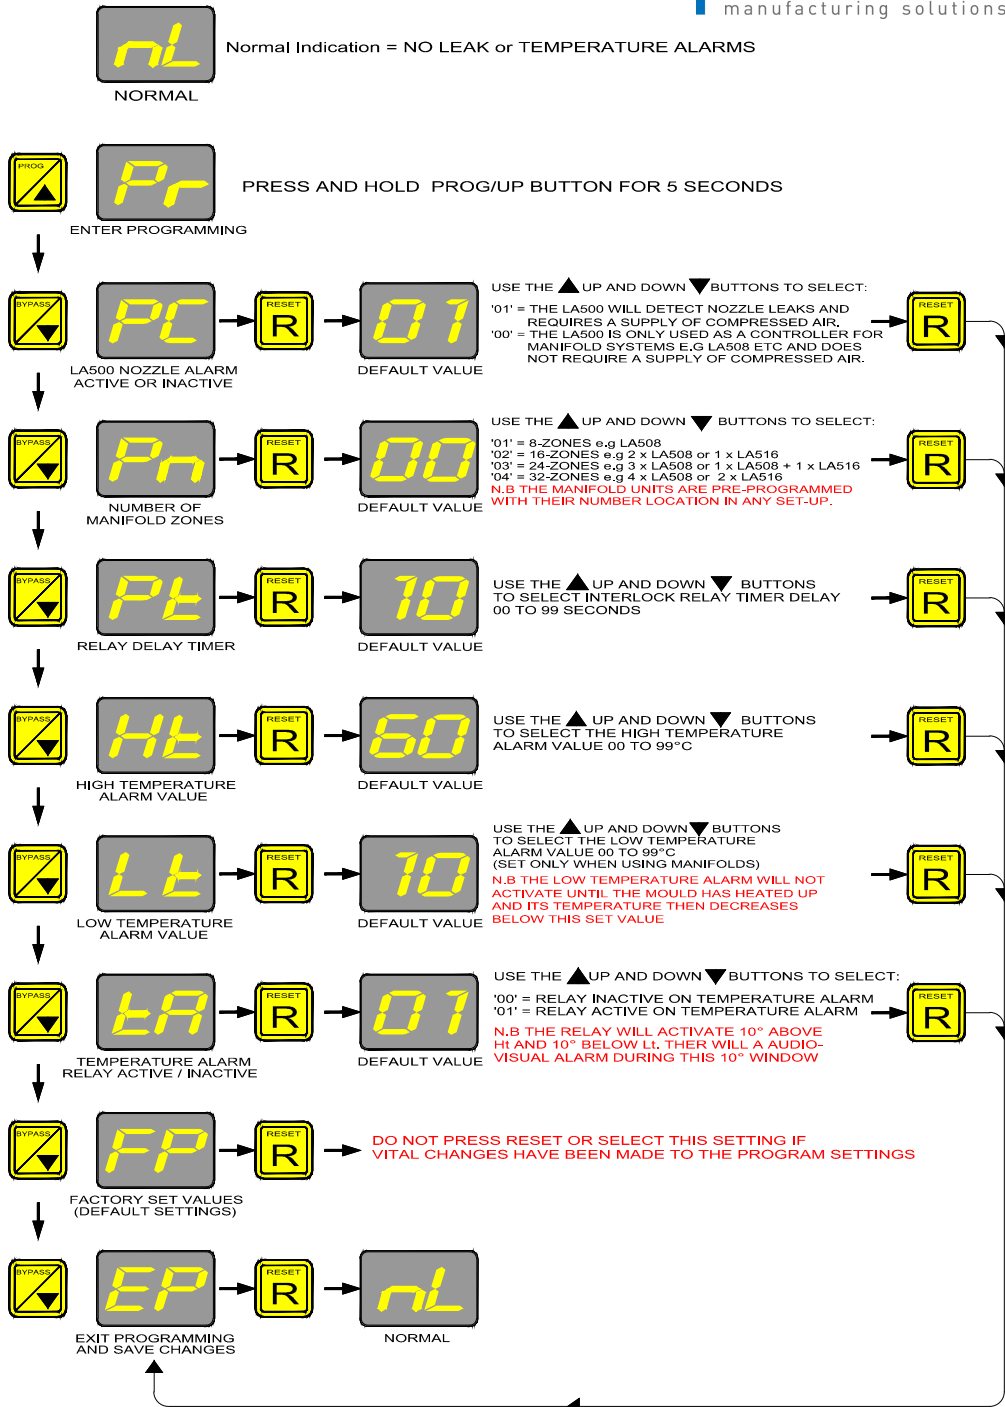 manufacturing solutions
nL
Normal Indication = NO LEAK or TEMPERATURE ALARMS
NORMAL
PROG
Pr
PRESS AND HOLD PROG/UP BUTTON FOR 5 SECONDS
ENTER PROGRAMMING
BYPASS
PC
RESET
R
01
USE THE ▲ UP AND DOWN ▼ BUTTONS TO SELECT:
'01' = THE LA500 WILL DETECT NOZZLE LEAKS AND
REQUIRES A SUPPLY OF COMPRESSED AIR.
'00' = THE LA500 IS ONLY USED AS A CONTROLLER FOR
MANIFOLD SYSTEMS E.G LA508 ETC AND DOES
NOT REQUIRE A SUPPLY OF COMPRESSED AIR.
RESET
R
LA500 NOZZLE ALARM
ACTIVE OR INACTIVE
DEFAULT VALUE
BYPASS
Pn
RESET
R
00
USE THE ▲ UP AND DOWN ▼ BUTTONS TO SELECT:
'01' = 8-ZONES e.g LA508
'02' = 16-ZONES e.g 2 x LA508 or 1 x LA516
'03' = 24-ZONES e.g 3 x LA508 or 1 x LA508 + 1 x LA516
'04' = 32-ZONES e.g 4 x LA508 or 2 x LA516
N.B THE MANIFOLD UNITS ARE PRE-PROGRAMMED
WITH THEIR NUMBER LOCATION IN ANY SET-UP.
RESET
R
NUMBER OF
MANIFOLD ZONES
DEFAULT VALUE
BYPASS
Pt
RESET
R
10
USE THE ▲ UP AND DOWN ▼ BUTTONS
TO SELECT INTERLOCK RELAY TIMER DELAY
00 TO 99 SECONDS
RESET
R
RELAY DELAY TIMER
DEFAULT VALUE
BYPASS
Ht
RESET
R
60
USE THE ▲ UP AND DOWN ▼ BUTTONS
TO SELECT THE HIGH TEMPERATURE
ALARM VALUE 00 TO 99°C
RESET
R
HIGH TEMPERATURE
ALARM VALUE
DEFAULT VALUE
BYPASS
Lt
RESET
R
10
USE THE ▲ UP AND DOWN ▼ BUTTONS
TO SELECT THE LOW TEMPERATURE
ALARM VALUE 00 TO 99°C
(SET ONLY WHEN USING MANIFOLDS)
N.B THE LOW TEMPERATURE ALARM WILL NOT
ACTIVATE UNTIL THE MOULD HAS HEATED UP
AND ITS TEMPERATURE THEN DECREASES
BELOW THIS SET VALUE
RESET
R
LOW TEMPERATURE
ALARM VALUE
DEFAULT VALUE
BYPASS
tA
RESET
R
01
USE THE ▲ UP AND DOWN ▼ BUTTONS TO SELECT:
'00' = RELAY INACTIVE ON TEMPERATURE ALARM
'01' = RELAY ACTIVE ON TEMPERATURE ALARM
N.B THE RELAY WILL ACTIVATE 10° ABOVE
Ht AND 10° BELOW Lt. THER WILL A AUDIO-
VISUAL ALARM DURING THIS 10° WINDOW
RESET
R
TEMPERATURE ALARM
RELAY ACTIVE / INACTIVE
DEFAULT VALUE
BYPASS
FP
RESET
R
DO NOT PRESS RESET OR SELECT THIS SETTING IF
VITAL CHANGES HAVE BEEN MADE TO THE PROGRAM SETTINGS
FACTORY SET VALUES
(DEFAULT SETTINGS)
BYPASS
EP
RESET
R
nL
EXIT PROGRAMMING
AND SAVE CHANGES
NORMAL